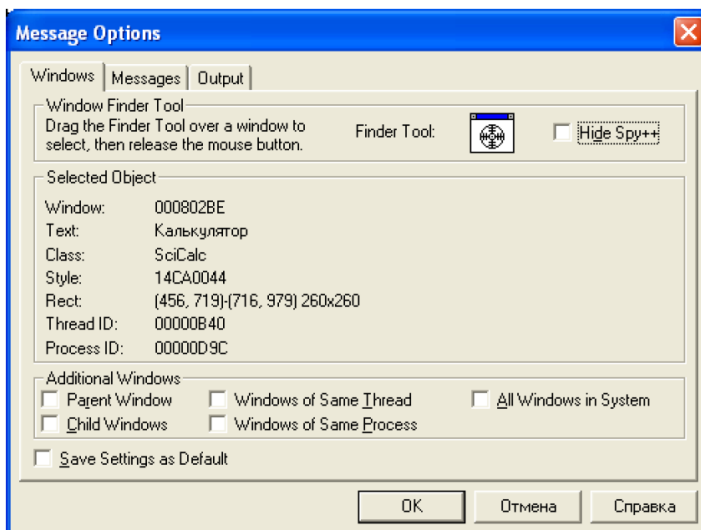 Message Options
Windows Messages Output
Window Finder Tool
Drag the Finder Tool over a window to
select, then release the mouse button.
Finder Tool:
Hide Spy++
Selected Object
Window: 000802BE
Text: Калькулятор
Class: SciCalc
Style: 14CA0044
Rect: (456, 719)-(716, 979) 260x260
Thread ID: 00000B40
Process ID: 00000D9C
Additional Windows
Parent Window Windows of Same Thread All Windows in System
Child Windows Windows of Same Process
Save Settings as Default
OK Отмена Справка